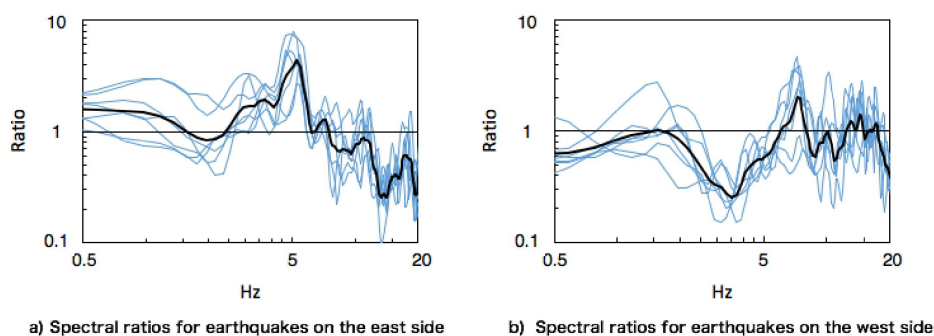 10
1
0.1
Ratio
0.5
5
20
Hz
a) Spectral ratios for earthquakes on the east side
10
1
0.1
Ratio
0.5
5
20
Hz
b) Spectral ratios for earthquakes on the west side